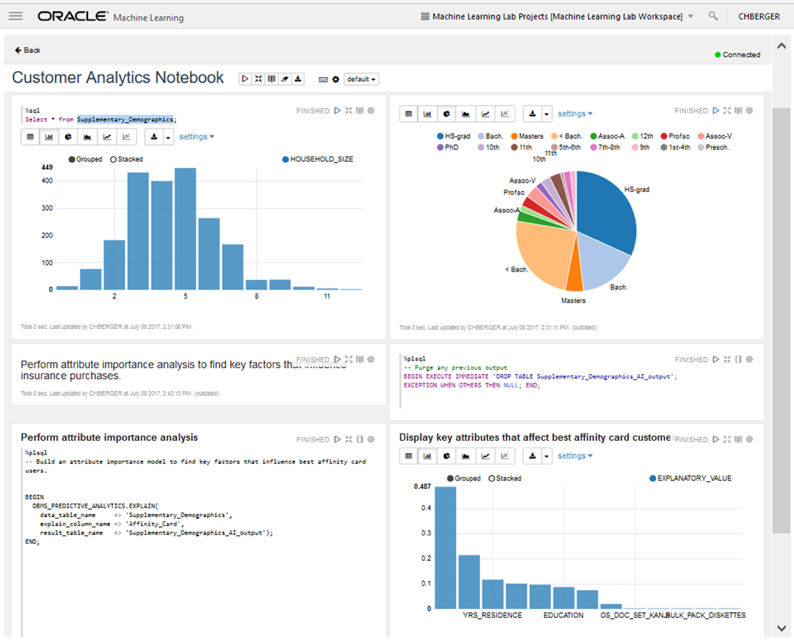 ORACLE® Machine Learning
Machine Learning Lab Projects [Machine Learning Lab Workspace]
CHBERGER
Back
Connected
Customer Analytics Notebook
default
%sql
Select * from Supplementary_Demographics;
FINISHED
settings
Grouped Stacked
HOUSEHOLD_SIZE
449
400
300
200
100
0
2 5 8 11
Took 0 sec. Last updated by CHBERGER at July 08 2017, 2:31:06 PM.
FINISHED
settings
HS-grad Bach. Masters < Bach. Assoc-A 12th Profsc Assoc-V
PhD 10th 11th 5th-6th 7th-8th 9th 1st-4th Presch.
11th
10th
Assoc-V
Profsc
Assoc-A
HS-grad
< Bach.
Bach.
Masters
Took 0 sec. Last updated by CHBERGER at July 08 2017, 2:31:11 PM. (outdated)
FINISHED
Perform attribute importance analysis to find key factors that influence
insurance purchases.
Took 0 sec. Last updated by CHBERGER at July 08 2017, 2:42:12 PM. (outdated)
FINISHED
%plsql
-- Purge any previous output
BEGIN EXECUTE IMMEDIATE 'DROP TABLE Supplementary_Demographics_AI_output';
EXCEPTION WHEN OTHERS THEN NULL; END;
Perform attribute importance analysis
FINISHED
%plsql
-- Build an attribute importance model to find key factors that influence best affinity card
users.
BEGIN
DBMS_PREDICTIVE_ANALYTICS.EXPLAIN(
data_table_name => 'Supplementary_Demographics',
explain_column_name => 'Affinity_Card',
result_table_name => 'Supplementary_Demographics_AI_output');
END;
Display key attributes that affect best affinity card custome
FINISHED
settings
Grouped Stacked
EXPLANATORY_VALUE
0.487
0.4
0.3
0.2
0.1
0
YRS_RESIDENCE EDUCATION OS_DOC_SET_KANJI BULK_PACK_DISKETTES